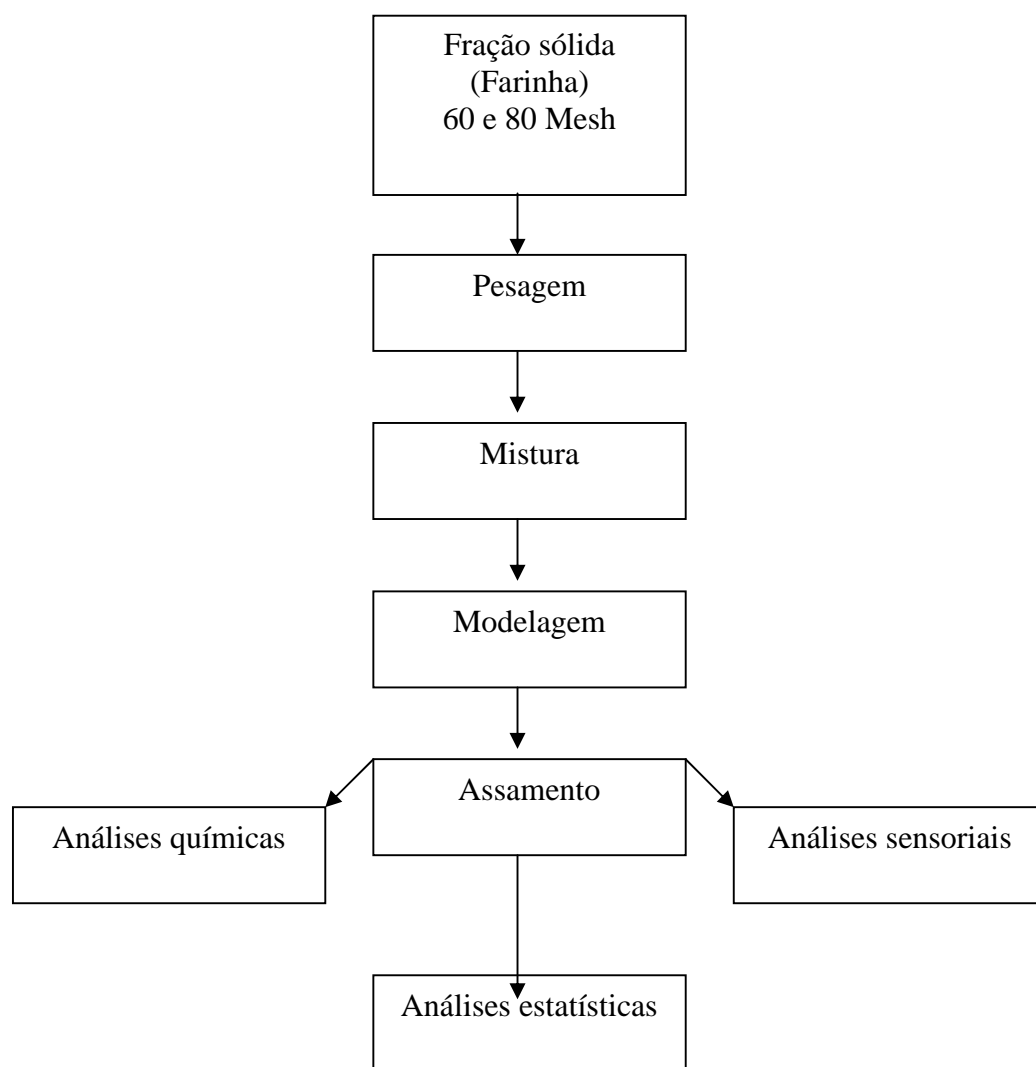 Fração sólida
(Farinha)
60 e 80 Mesh
Pesagem
Mistura
Modelagem
Assamento
Análises químicas
Análises sensoriais
Análises estatísticas